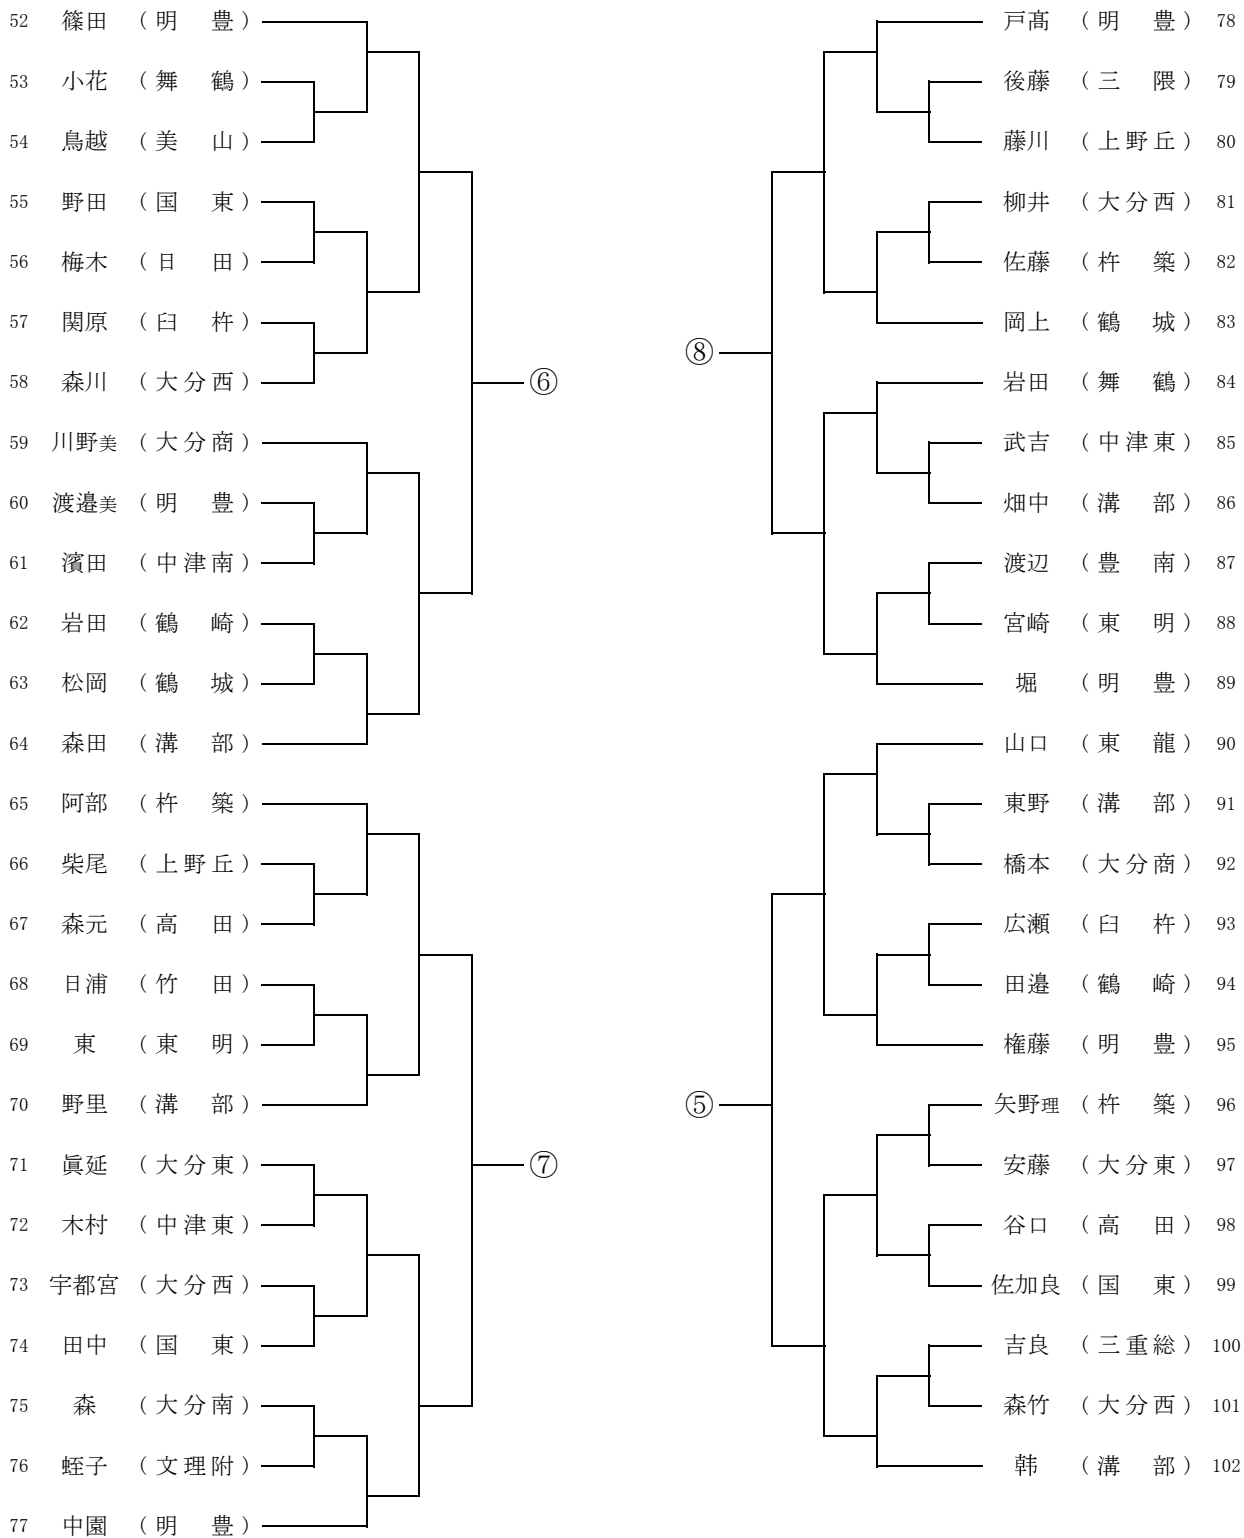 52 篠田 （明 豊）
53 小花 （舞 鶴）
54 鳥越 （美 山）
55 野田 （国 東）
56 梅木 （日 田）
57 関原 （臼 杵）
58 森川 （大分西）
⑥
59 川野美 （大分商）
60 渡邉美 （明 豊）
61 濱田 （中津南）
62 岩田 （鶴 崎）
63 松岡 （鶴 城）
64 森田 （溝 部）
65 阿部 （杵 築）
66 柴尾 （上野丘）
67 森元 （高 田）
68 日浦 （竹 田）
69 東 （東 明）
70 野里 （溝 部）
71 眞延 （大分東）
⑦
72 木村 （中津東）
73 宇都宮 （大分西）
74 田中 （国 東）
75 森 （大分南）
76 蛭子 （文理附）
77 中園 （明 豊）
戸髙 （明 豊） 78
後藤 （三 隈） 79
藤川 （上野丘） 80
柳井 （大分西） 81
佐藤 （杵 築） 82
岡上 （鶴 城） 83
⑧
岩田 （舞 鶴） 84
武吉 （中津東） 85
畑中 （溝 部） 86
渡辺 （豊 南） 87
宮崎 （東 明） 88
堀 （明 豊） 89
山口 （東 龍） 90
東野 （溝 部） 91
橋本 （大分商） 92
広瀬 （臼 杵） 93
田邉 （鶴 崎） 94
権藤 （明 豊） 95
⑤
矢野理 （杵 築） 96
安藤 （大分東） 97
谷口 （高 田） 98
佐加良 （国 東） 99
吉良 （三重総） 100
森竹 （大分西） 101
韩 （溝 部） 102